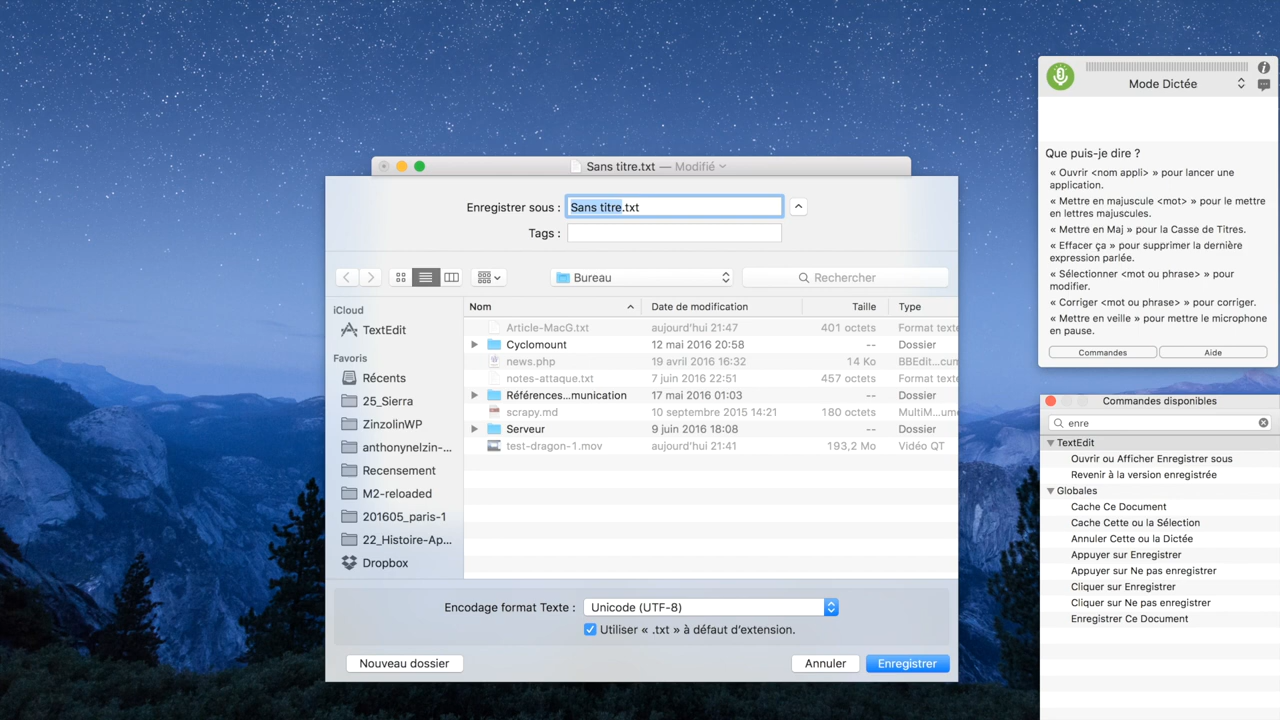 Sans titre.txt — Modifié
Enregistrer sous : Sans titre.txt
Tags :
Bureau
Rechercher
iCloud
TextEdit
Favoris
Récents
25_Sierra
ZinzolinWP
anthonynelzin-...
Recensement
M2-reloaded
201605_paris-1
22_Histoire-Ap...
Dropbox
Nom Date de modification Taille Type
Article-MacG.txt aujourd'hui 21:47 401 octets Format texte
Cyclomount 12 mai 2016 20:58 -- Dossier
news.php 19 avril 2016 16:32 14 Ko BBEdit...cum
notes-attaque.txt 7 juin 2016 22:51 457 octets Format texte
Références...munication 17 mai 2016 01:03 -- Dossier
scrapy.md 10 septembre 2015 14:21 180 octets MultiM...ume
Serveur 9 juin 2016 18:08 -- Dossier
test-dragon-1.mov aujourd'hui 21:41 193,2 Mo Vidéo QT
Encodage format Texte : Unicode (UTF-8)
Utiliser « .txt » à défaut d'extension.
Nouveau dossier Annuler Enregistrer
Mode Dictée
Que puis-je dire ?
« Ouvrir <nom appli> » pour lancer une
application.
« Mettre en majuscule <mot> » pour le mettre
en lettres majuscules.
« Mettre en Maj » pour la Casse de Titres.
« Effacer ça » pour supprimer la dernière
expression parlée.
« Sélectionner <mot ou phrase> » pour
modifier.
« Corriger <mot ou phrase> » pour corriger.
« Mettre en veille » pour mettre le microphone
en pause.
Commandes Aide
Commandes disponibles
enre
TextEdit
Ouvrir ou Afficher Enregistrer sous
Revenir à la version enregistrée
Globales
Cache Ce Document
Cache Cette ou la Sélection
Annuler Cette ou la Dictée
Appuyer sur Enregistrer
Appuyer sur Ne pas enregistrer
Cliquer sur Enregistrer
Cliquer sur Ne pas enregistrer
Enregistrer Ce Document